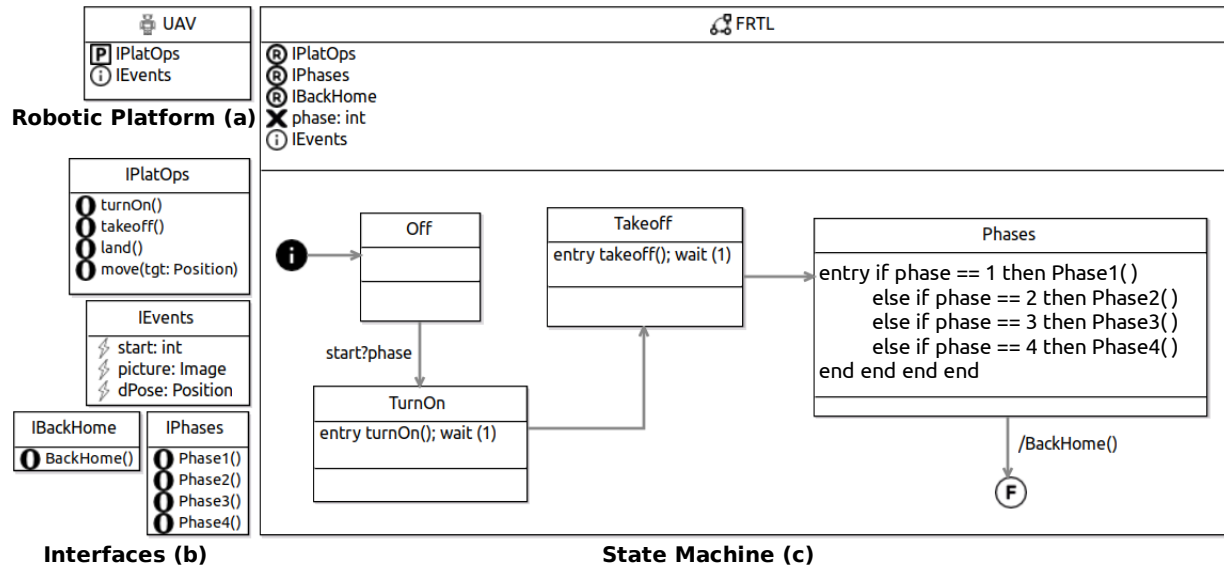 UAV
P IPlatOps
i IEvents
Robotic Platform (a)
IPlatOps
O turnOn()
O takeoff()
O land()
O move(tgt: Position)
IEvents
start: int
picture: Image
dPose: Position
IBackHome
O BackHome()
IPhases
O Phase1()
O Phase2()
O Phase3()
O Phase4()
Interfaces (b)
FRTL
R IPlatOps
R IPhases
R IBackHome
X phase: int
i IEvents
i
Off
start?phase
TurnOn
entry turnOn(); wait (1)
Takeoff
entry takeoff(); wait (1)
Phases
entry if phase == 1 then Phase1( )
else if phase == 2 then Phase2( )
else if phase == 3 then Phase3( )
else if phase == 4 then Phase4( )
end end end end
/BackHome()
F
State Machine (c)